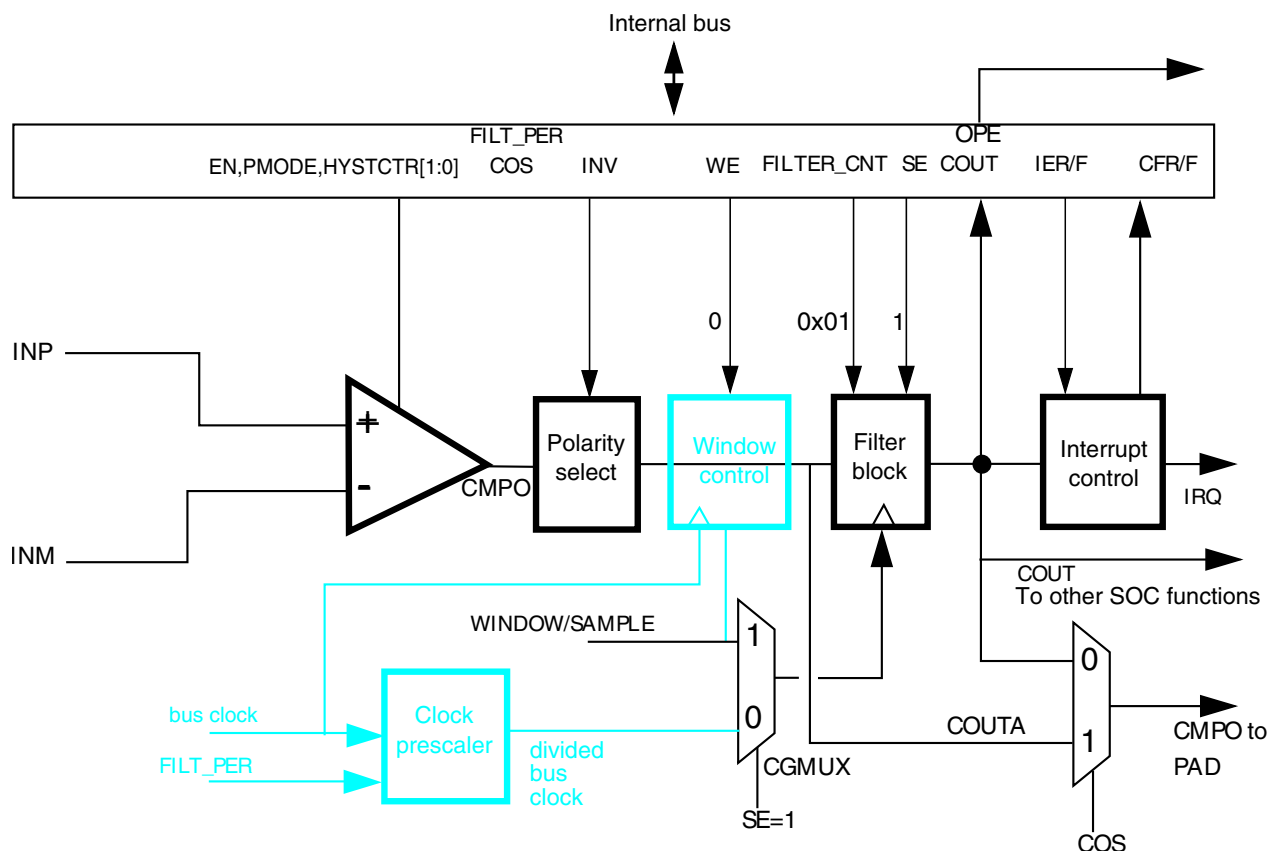 Internal bus
FILT_PER
OPE
EN,PMODE,HYSTCTR[1:0]
COS
INV
WE
FILTER_CNT
SE
COUT
IER/F
CFR/F
0
0x01
1
INP
+
-
INM
CMPO
Polarity
select
Window
control
Filter
block
Interrupt
control
IRQ
COUT
To other SOC functions
WINDOW/SAMPLE
1
0
CGMUX
SE=1
bus clock
FILT_PER
Clock
prescaler
divided
bus
clock
COUTA
0
1
CMPO to
PAD
COS